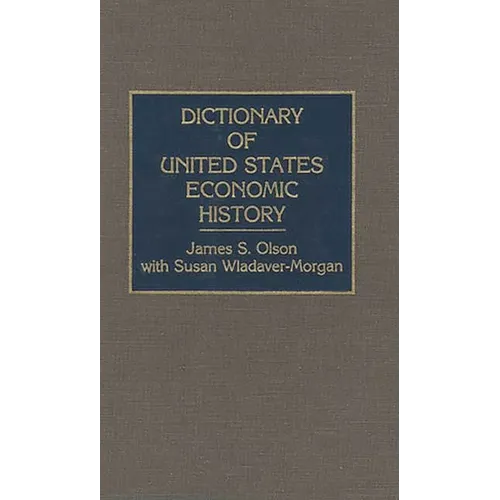 DICTIONARY
OF
UNITED STATES
ECONOMIC
HISTORY
James S. Olson
with Susan Wladaver-Morgan